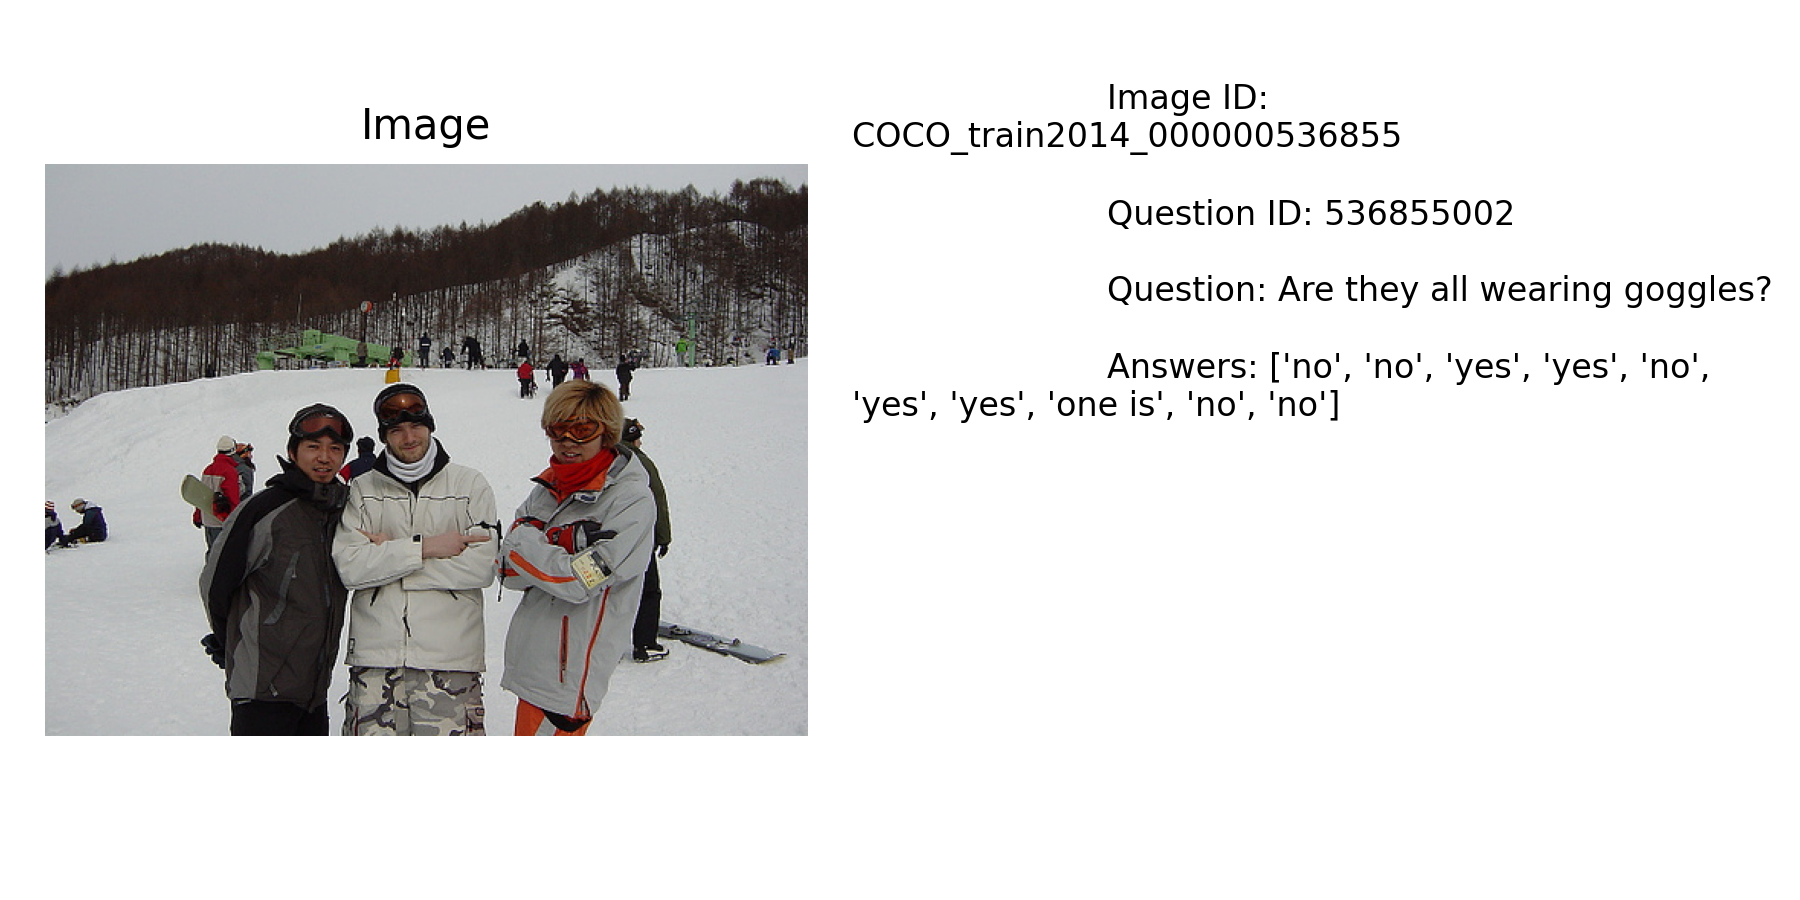 Image
Image ID:
COCO_train2014_000000536855
Question ID: 536855002
Question: Are they all wearing goggles?
Answers: ['no', 'no', 'yes', 'yes', 'no',
'yes', 'yes', 'one is', 'no', 'no']